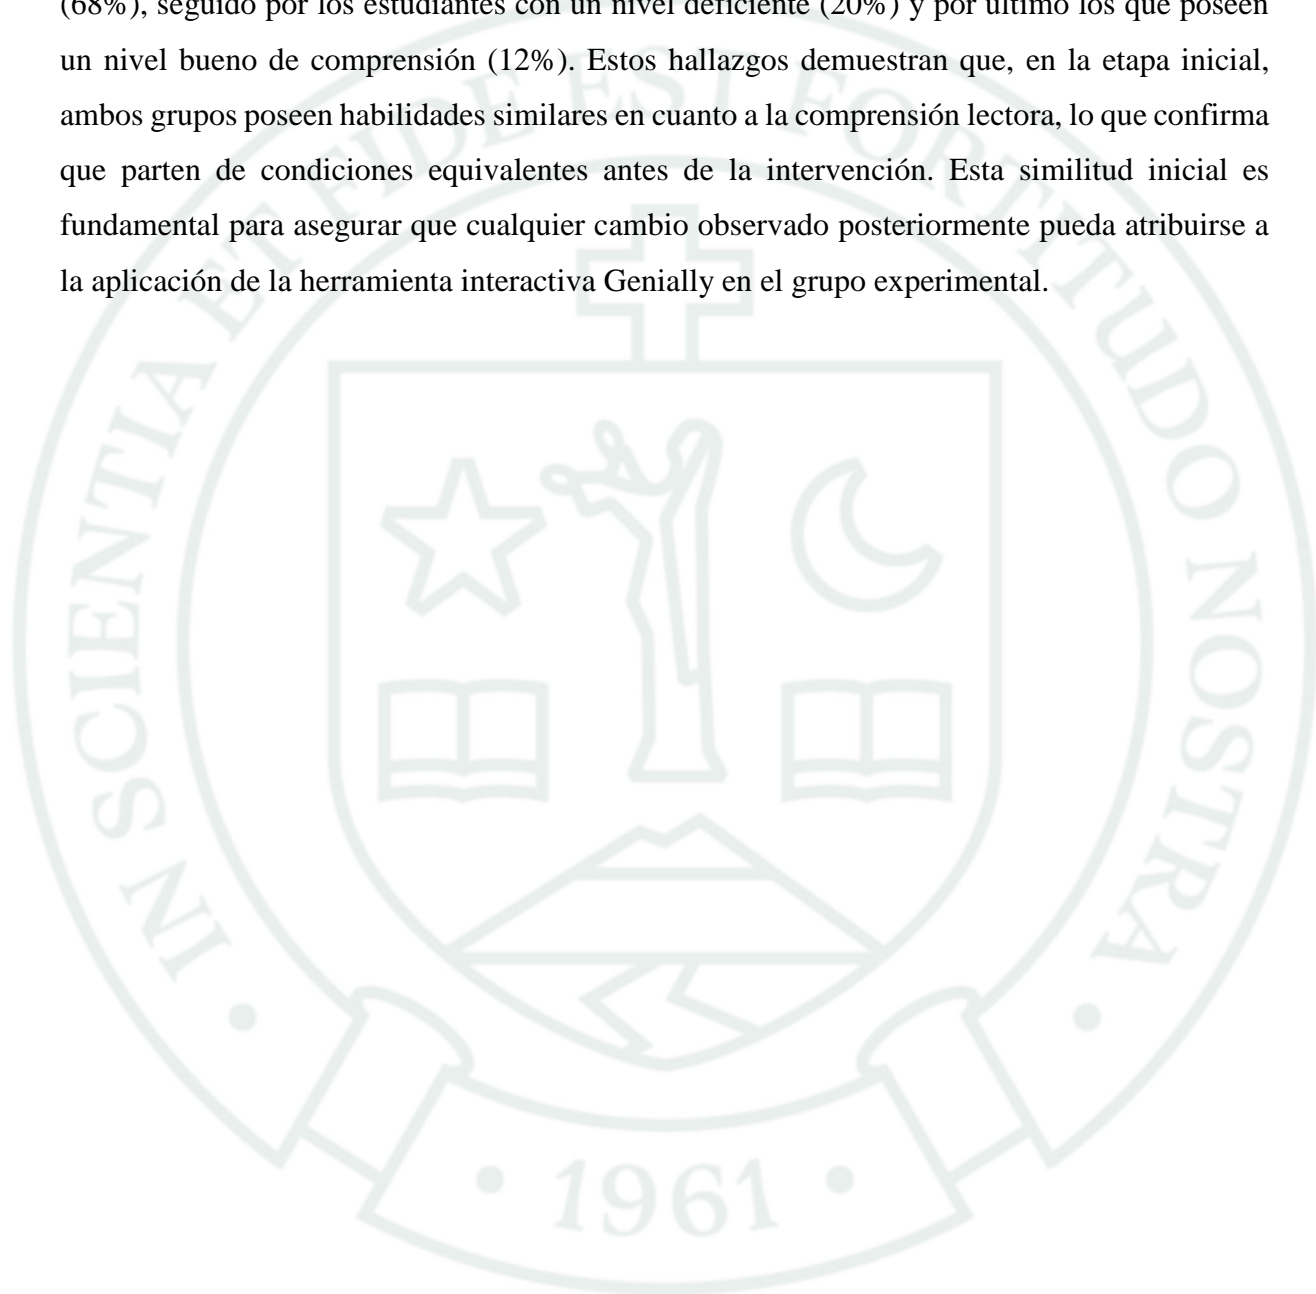 (68%), seguido por los estudiantes con un nivel deficiente (20%) y por último los que poseen
un nivel bueno de comprensión (12%). Estos hallazgos demuestran que, en la etapa inicial,
ambos grupos poseen habilidades similares en cuanto a la comprensión lectora, lo que confirma
que parten de condiciones equivalentes antes de la intervención. Esta similitud inicial es
fundamental para asegurar que cualquier cambio observado posteriormente pueda atribuirse a
la aplicación de la herramienta interactiva Genially en el grupo experimental.
IN SCIENTIA ET FIDE EST FORTITUDO NOSTRA
• 1961 •